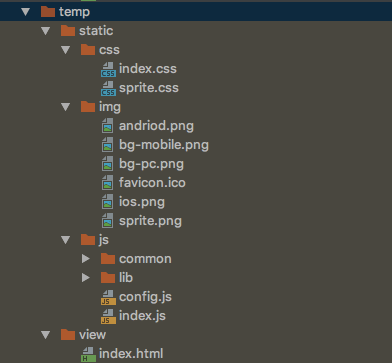 temp
static
css
index.css
sprite.css
img
andriod.png
bg-mobile.png
bg-pc.png
favicon.ico
ios.png
sprite.png
js
common
lib
config.js
index.js
view
index.html